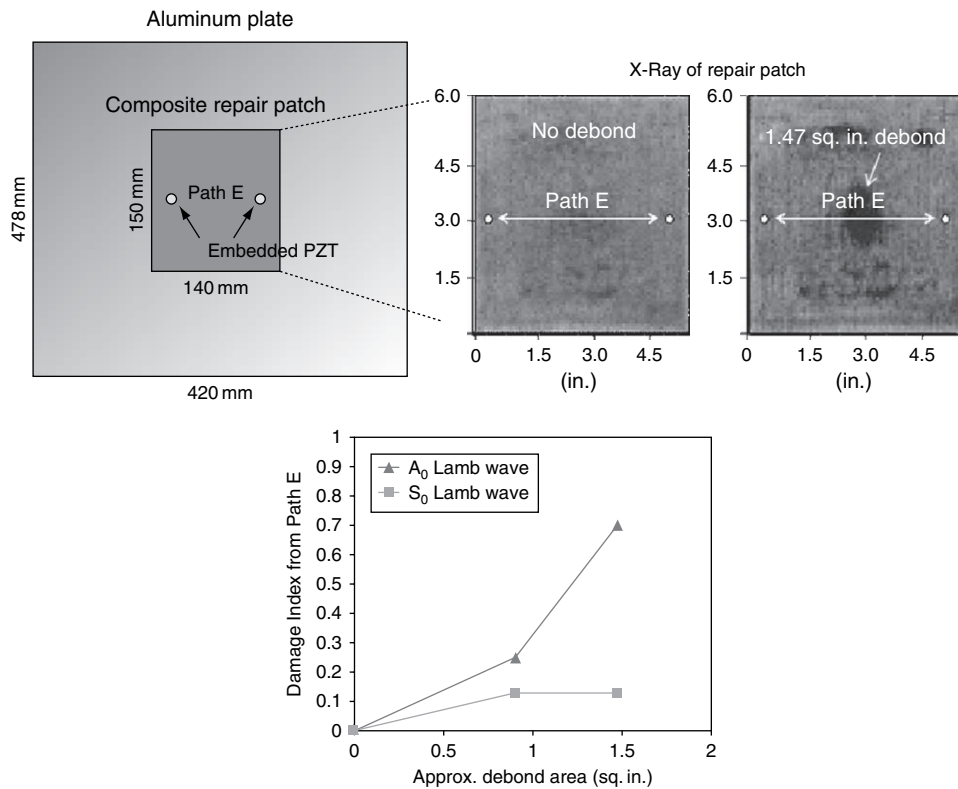 Aluminum plate
Composite repair patch
Path E
Embedded PZT
478 mm
150 mm
140 mm
420 mm
X-Ray of repair patch
6.0
4.5
3.0
1.5
0
1.5
3.0
4.5
(in.)
No debond
Path E
6.0
4.5
3.0
1.5
0
1.5
3.0
4.5
(in.)
1.47 sq. in. debond
Path E
Damage Index from Path E
1
0.9
0.8
0.7
0.6
0.5
0.4
0.3
0.2
0.1
0
A₀ Lamb wave
S₀ Lamb wave
0
0.5
1
1.5
2
Approx. debond area (sq. in.)